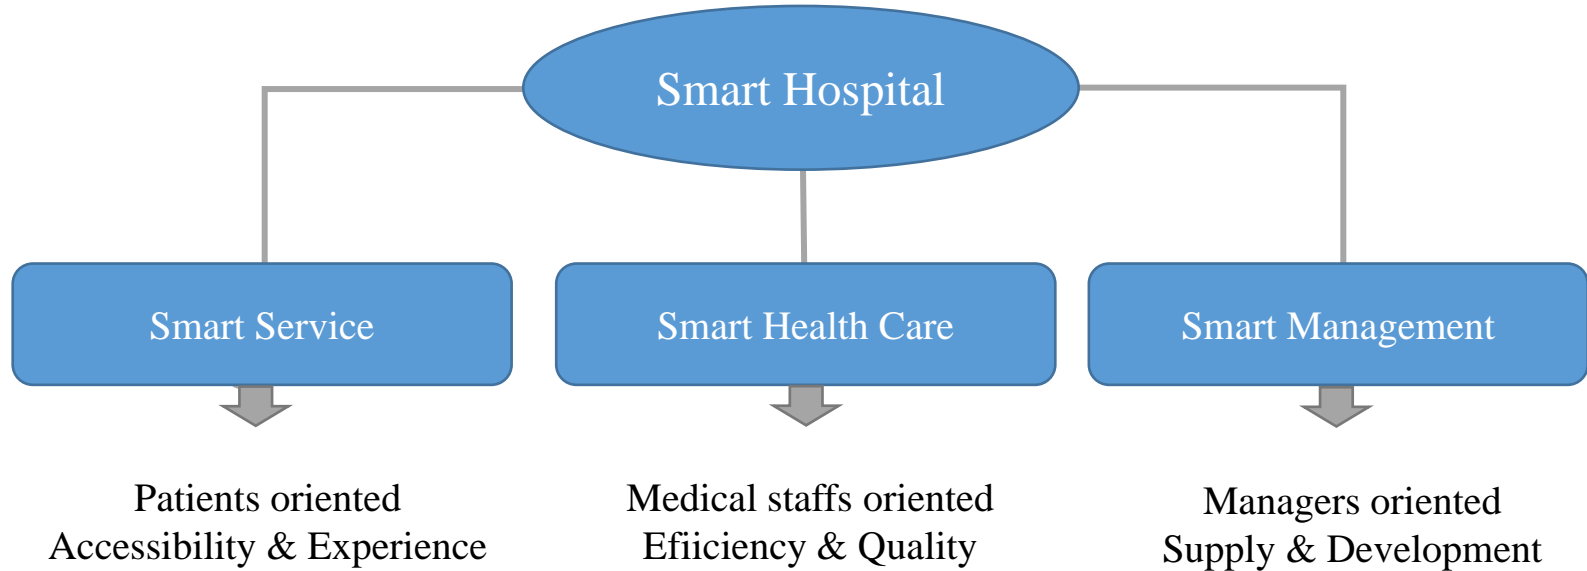 Smart Hospital
Smart Service
Smart Health Care
Smart Management
Patients oriented
Accessibility & Experience
Medical staffs oriented
Efiiciency & Quality
Managers oriented
Supply & Development